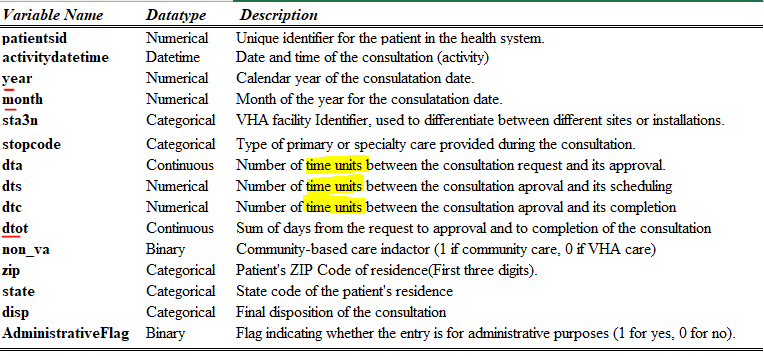 Variable Name Datatype Description
patientsid Numerical Unique identifier for the patient in the health system.
activitydatetime Datetime Date and time of the consultation (activity)
year Numerical Calendar year of the consulatation date.
month Numerical Month of the year for the consulatation date.
sta3n Categorical VHA facility Identifier, used to differentiate between different sites or installations.
stopcode Categorical Type of primary or specialty care provided during the consultation.
dta Continuous Number of time units between the consultation request and its approval.
dts Numerical Number of time units between the consultation aproval and its scheduling
dtc Numerical Number of time units between the consultation aproval and its completion
dtot Continuous Sum of days from the request to approval and to completion of the consultation
non_va Binary Community-based care indactor (1 if community care, 0 if VHA care)
zip Categorical Patient's ZIP Code of residence(First three digits).
state Categorical State code of the patient's residence
disp Categorical Final disposition of the consultation
AdministrativeFlag Binary Flag indicating whether the entry is for administrative purposes (1 for yes, 0 for no).